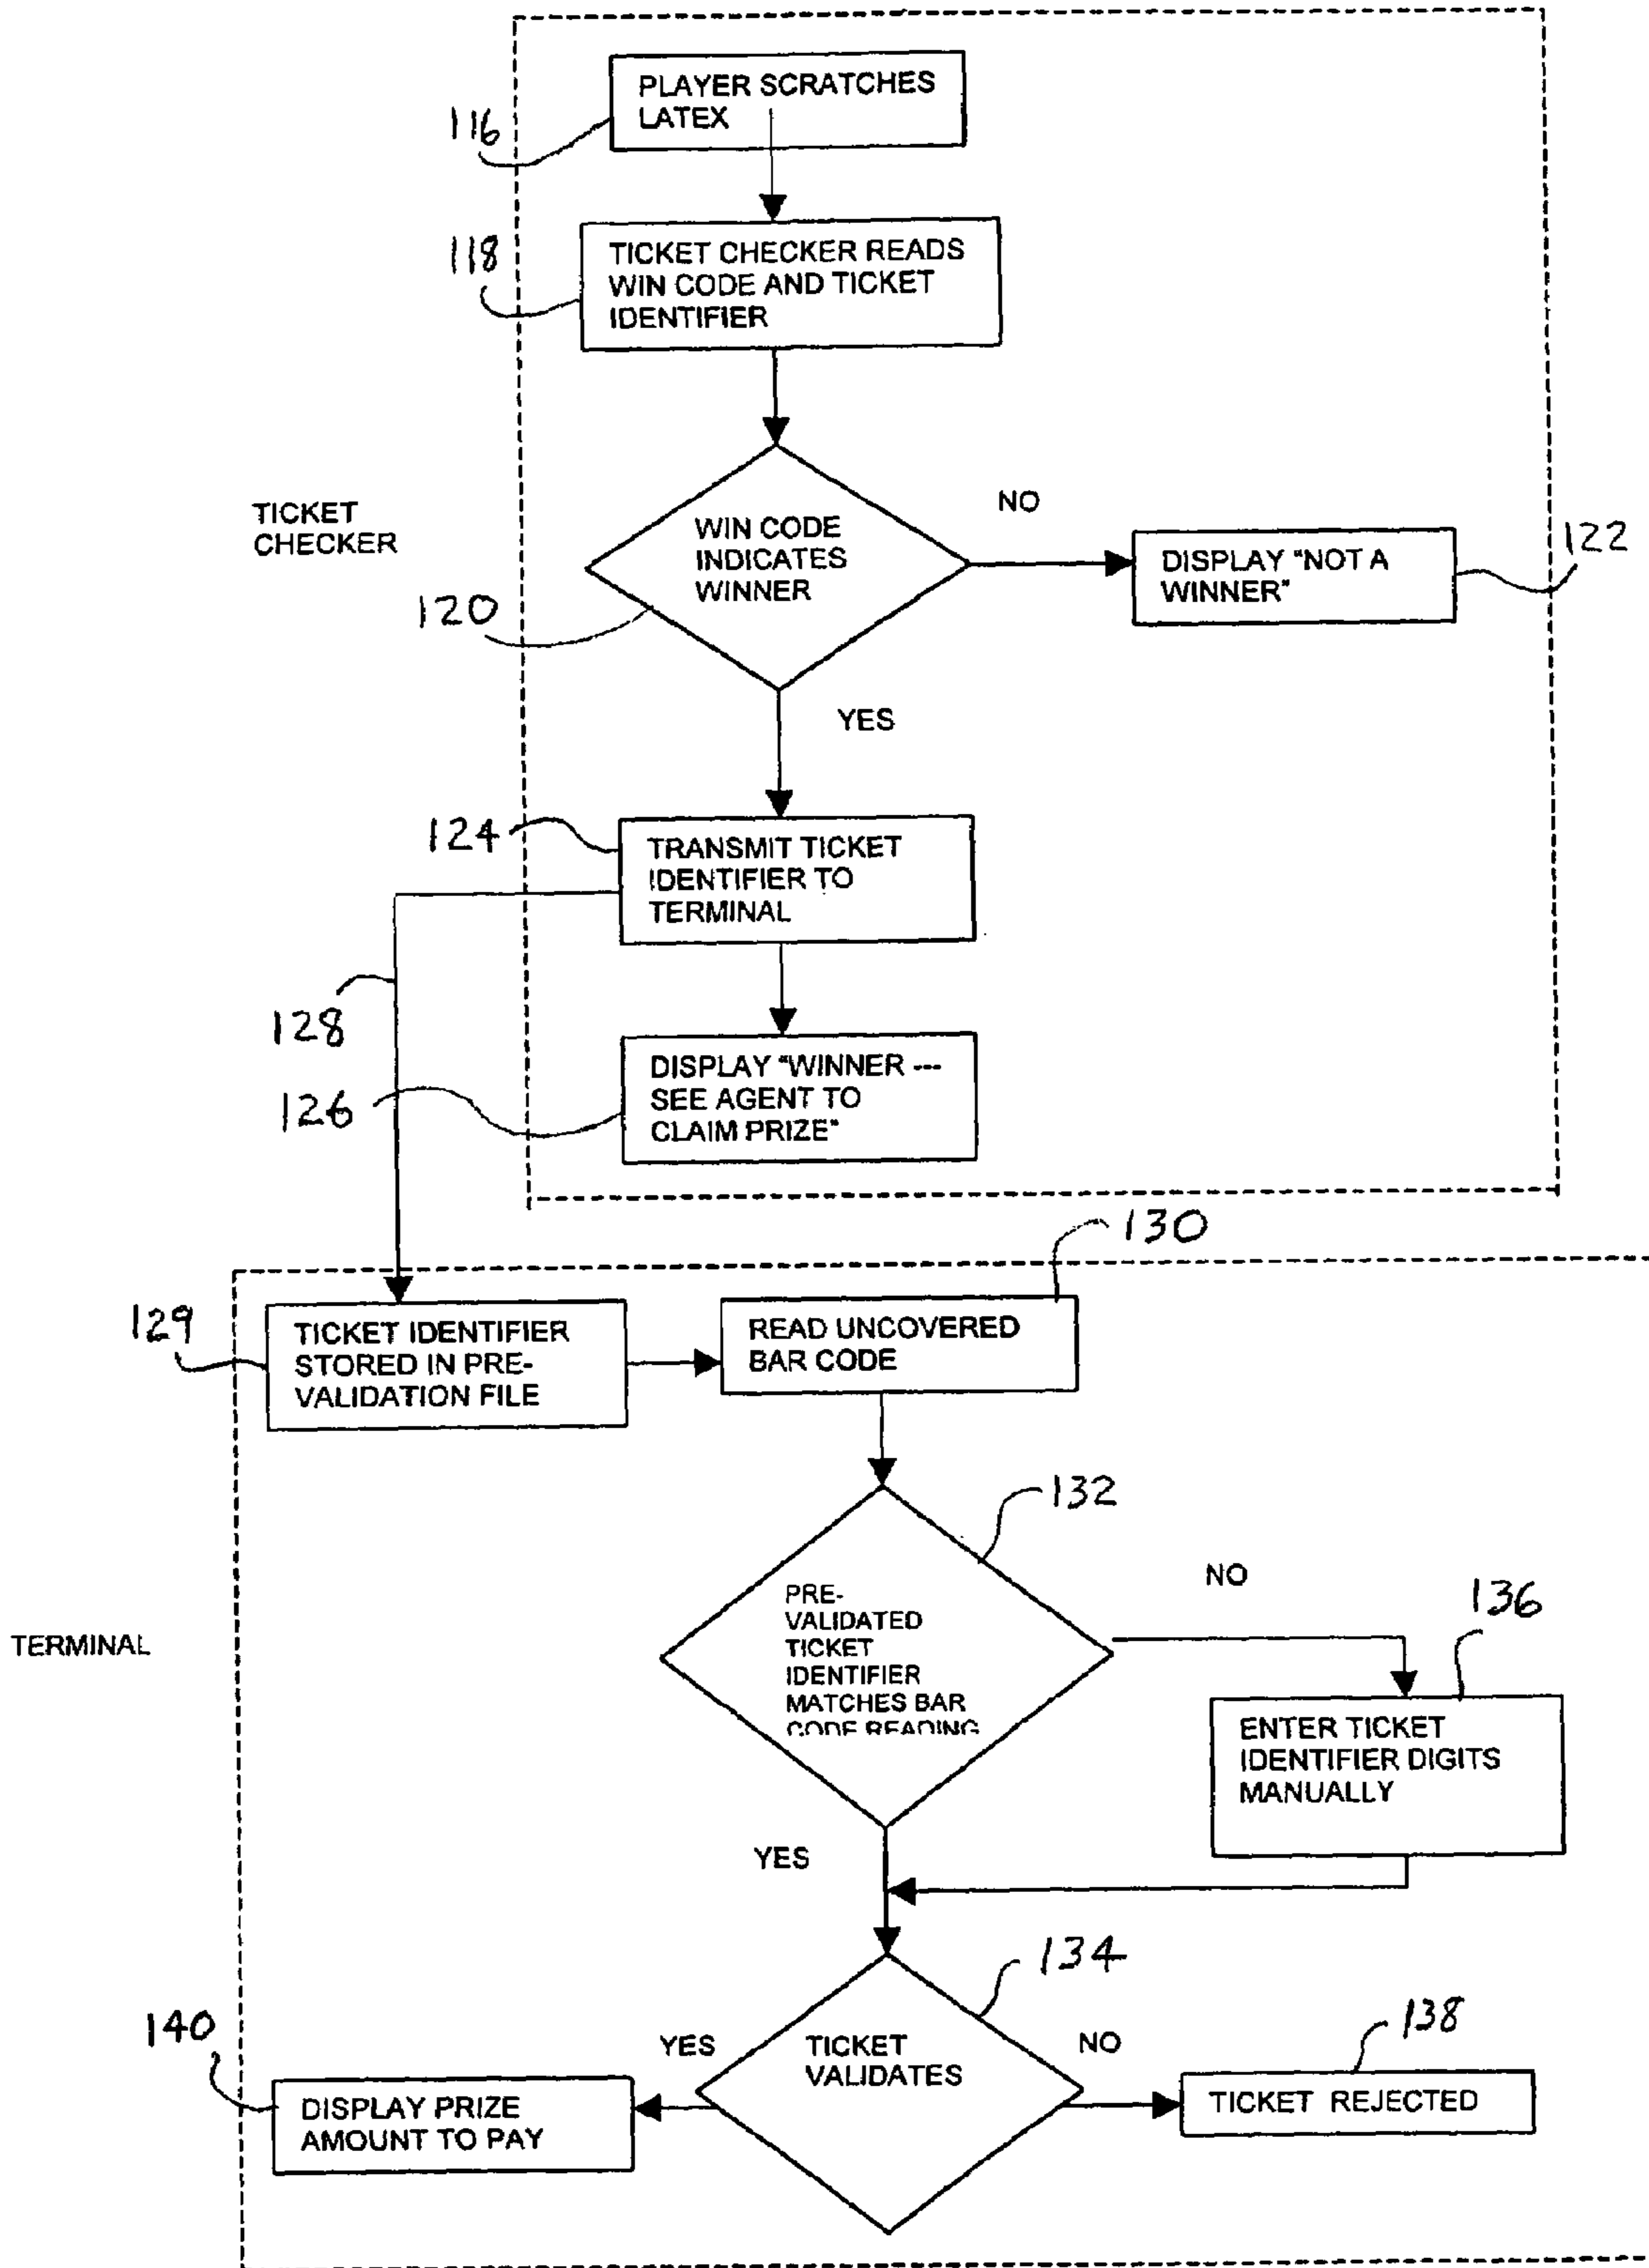 PLAYER SCRATCHES
LATEX
116
118
TICKET CHECKER READS
WIN CODE AND TICKET
IDENTIFIER
TICKET
CHECKER
WIN CODE
INDICATES
WINNER
NO
DISPLAY "NOT A
WINNER"
122
120
YES
124
TRANSMIT TICKET
IDENTIFIER TO
TERMINAL
128
DISPLAY "WINNER ---
SEE AGENT TO
CLAIM PRIZE"
126
130
129
TICKET IDENTIFIER
STORED IN PRE-
VALIDATION FILE
READ UNCOVERED
BAR CODE
132
TERMINAL
PRE-
VALIDATED
TICKET
IDENTIFIER
MATCHES BAR
CODE READING
NO
136
ENTER TICKET
IDENTIFIER DIGITS
MANUALLY
YES
134
140
YES
TICKET
VALIDATES
NO
138
DISPLAY PRIZE
AMOUNT TO PAY
TICKET REJECTED